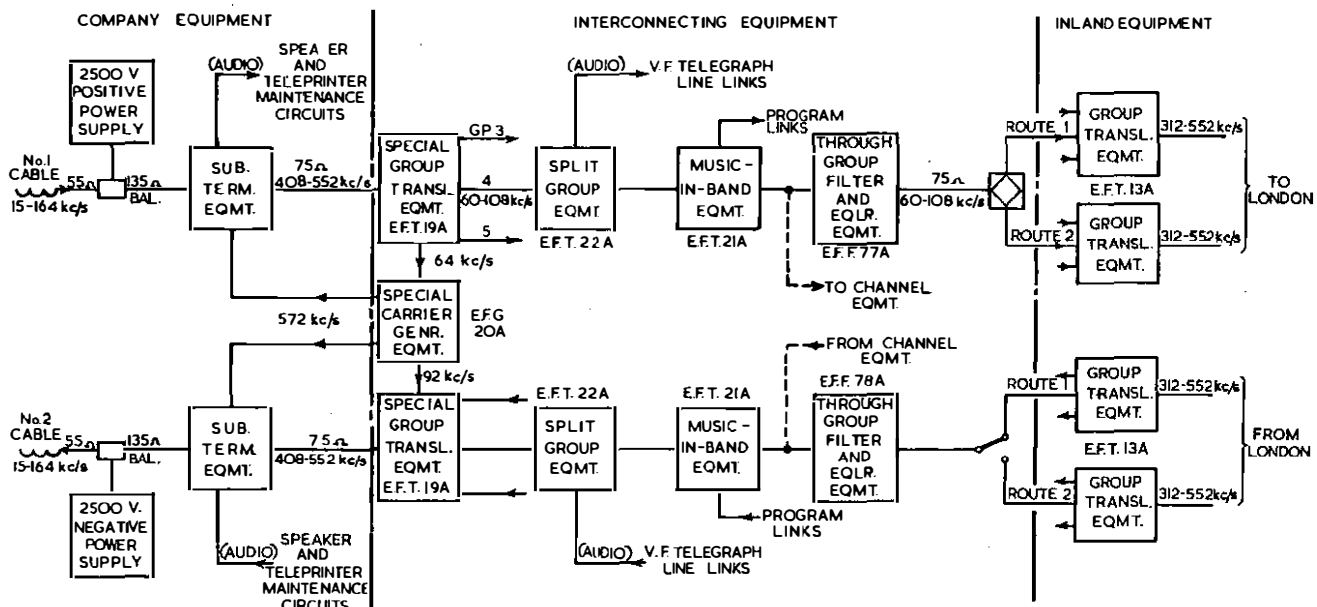 COMPANY EQUIPMENT
INTERCONNECTING EQUIPMENT
INLAND EQUIPMENT
2500 V
POSITIVE
POWER
SUPPLY
(AUDIO)
SPEA ER
AND
TELEPRINTER
MAINTENANCE
CIRCUITS
No.1
CABLE
55Ω
15-164 kc/s
135Ω
BAL.
SUB.
TERM.
EQMT.
75Ω
408-552 kc/s
SPECIAL
GROUP
TRANSL.
EQMT.
E.F.T. 19A
GP 3
4
60-108 kc/s
5
(AUDIO)
V.F. TELEGRAPH
LINE LINKS
SPLIT
GROUP
EQMT.
E.F.T. 22A
PROGRAM
LINKS
MUSIC-
IN-BAND
EQMT.
E.F.T. 21A
THROUGH
GROUP
FILTER
AND
EQLR.
EQMT.
E.F.F. 77A
75Ω
60-108 kc/s
ROUTE 1
GROUP
TRANSL.
EQMT.
312-552 kc/s
E.F.T. 13A
ROUTE 2
GROUP
TRANSL.
EQMT.
312-552 kc/s
TO
LONDON
TO CHANNEL
EQMT.
64 kc/s
572 kc/s
SPECIAL
CARRIER
GENR.
EQMT.
E.F.G
20A
92 kc/s
No.2
CABLE
55Ω
15-164 kc/s
135Ω
BAL.
2500 V.
NEGATIVE
POWER
SUPPLY
SUB.
TERM.
EQMT.
75Ω
408-552 kc/s
(AUDIO)
SPEAKER
AND
TELEPRINTER
MAINTENANCE
CIRCUITS
SPECIAL
GROUP
TRANSL.
EQMT.
E.F.T. 19A
E.F.T. 22A
SPLIT
GROUP
EQMT.
(AUDIO)
V.F. TELEGRAPH
LINE LINKS
E.F.T. 21A
MUSIC-
IN-BAND
EQMT.
PROGRAM
LINKS
FROM CHANNEL
EQMT.
E.F.F. 78A
THROUGH
GROUP
FILTER
AND
EQLR.
EQMT.
ROUTE 1
GROUP
TRANSL.
EQMT.
312-552 kc/s
E.F.T. 13A
ROUTE 2
GROUP
TRANSL.
EQMT.
312-552 kc/s
FROM
LONDON